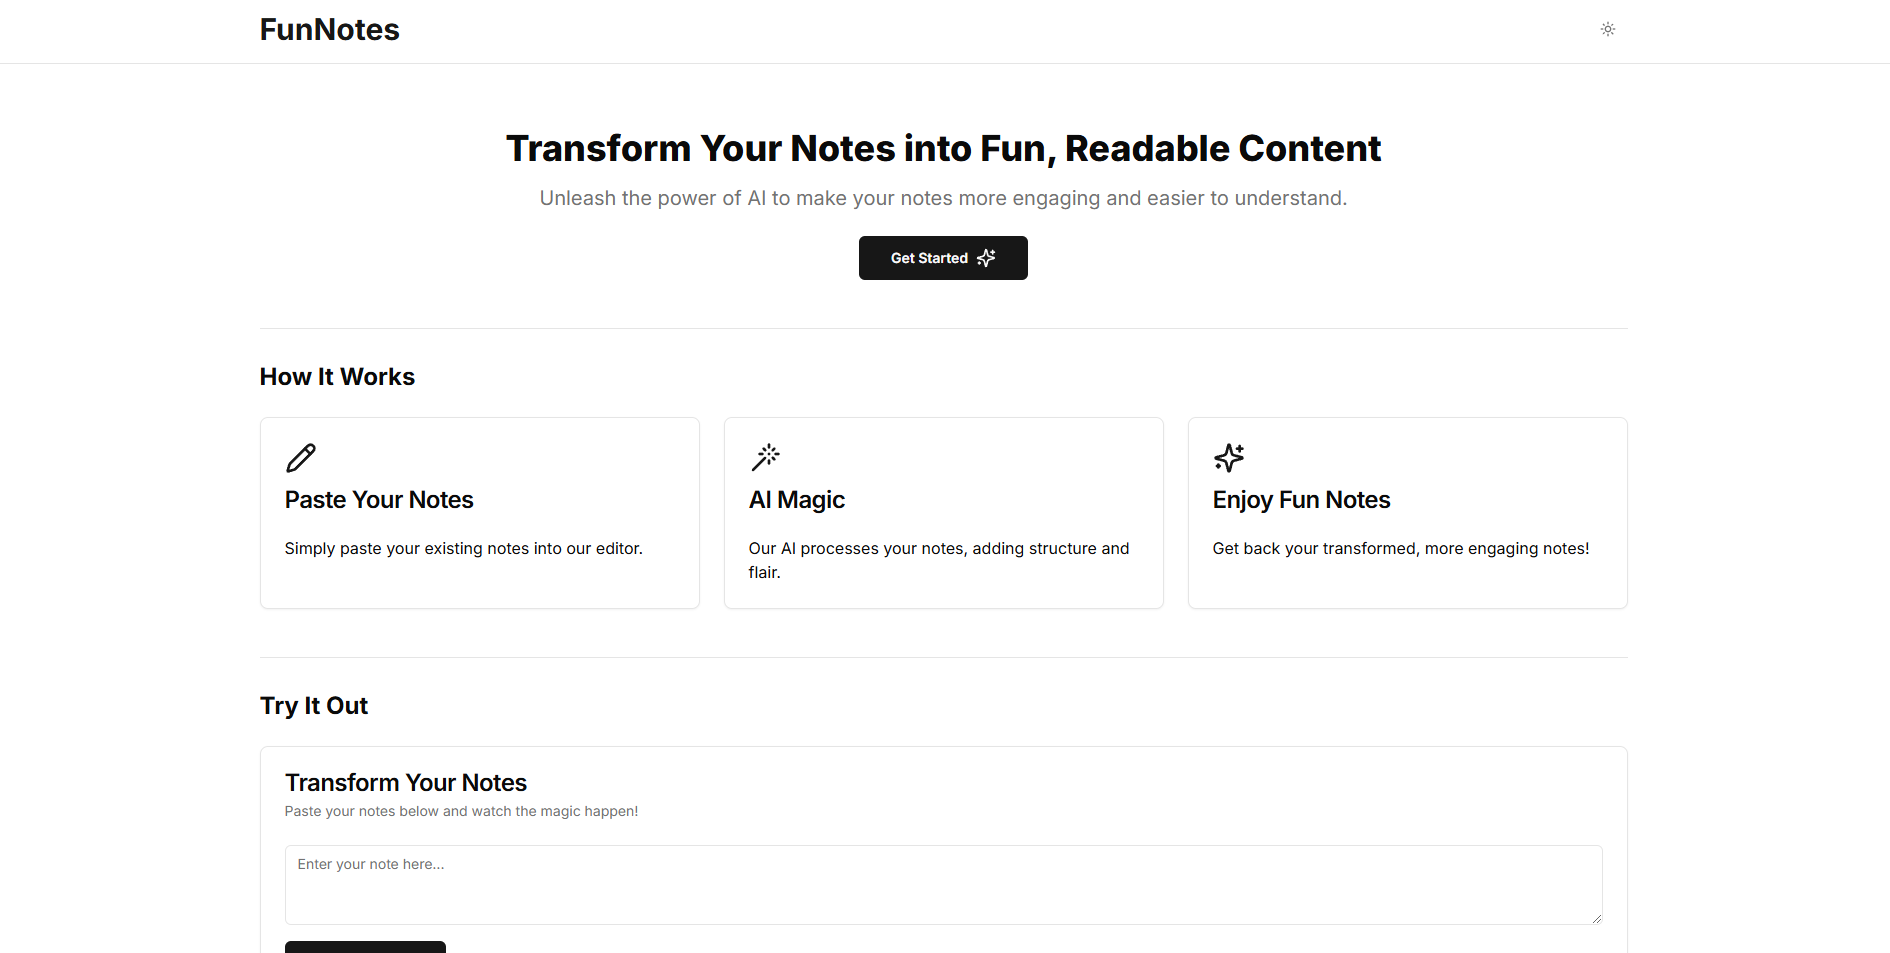 FunNotes
Transform Your Notes into Fun, Readable Content
Unleash the power of AI to make your notes more engaging and easier to understand.
Get Started
How It Works
Paste Your Notes
Simply paste your existing notes into our editor.
AI Magic
Our AI processes your notes, adding structure and
flair.
Enjoy Fun Notes
Get back your transformed, more engaging notes!
Try It Out
Transform Your Notes
Paste your notes below and watch the magic happen!
Enter your note here...